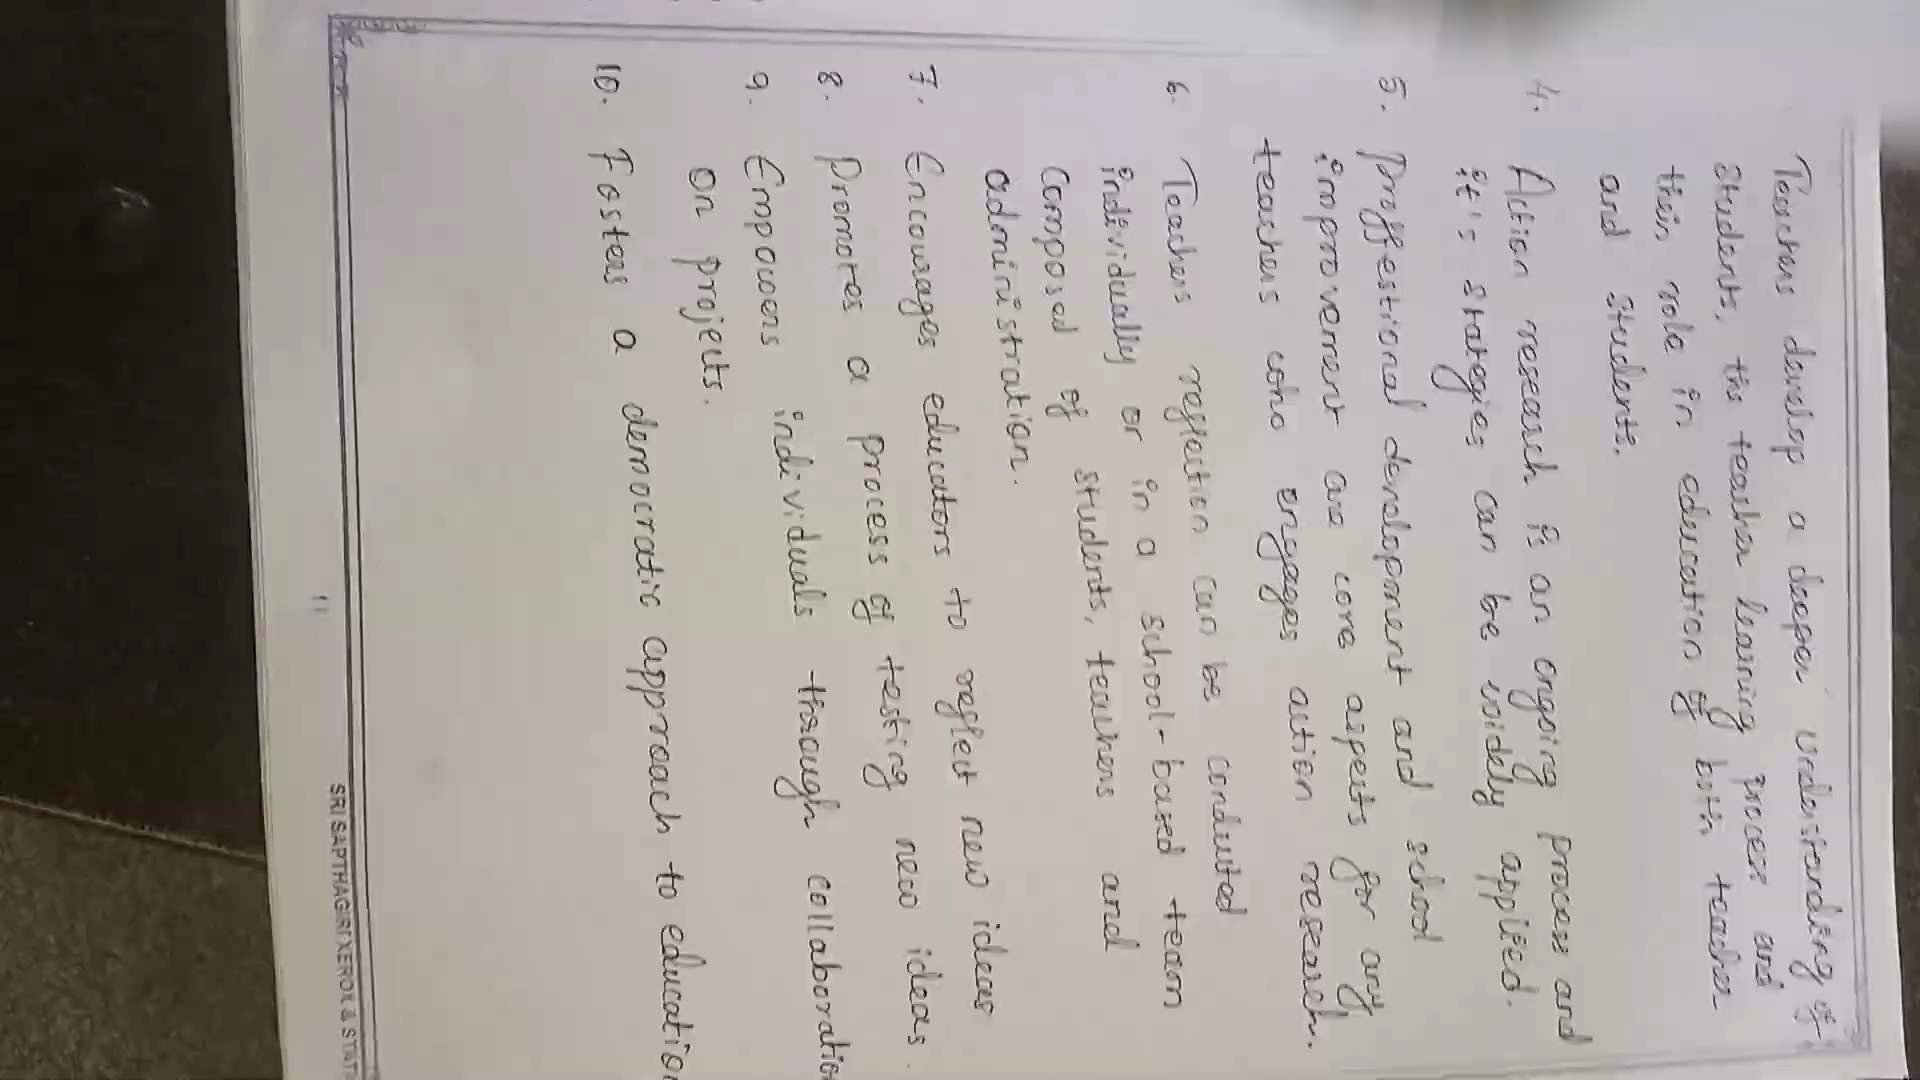 Teachers develop a deeper understanding of
students, the teacher learning process and
their role in education of both teacher
and students.
4. Action research is an ongoing process and
it's strategies can be widely applied.
5. Proffestional development and school
improvement are core aspests for any
teachers who engages action research.
6. Teachers reflection can be conducted
individually or in a school-based team
composed of students, teachers and
adminiistration.
7. Encourages educators to reflect new ideas
8. Promotes a process of testing new ideas.
9. Empowers individuals through collaboration
on projects.
10. Fosters a democratic approach to education
11
SRI SAPTHAGIRI XEROX & STAT